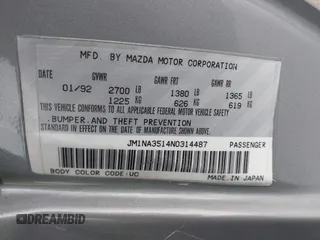 MFD. BY MAZDA MOTOR CORPORATION
GVWR GAWR FRT GAWR RR
01/92 2700 LB 1380 LB 1365 LB
1225 KG 626 KG 619 KG
THIS VEHICLE CONFORMS TO ALL APPLICABLE FEDERAL MOTOR VEHICLE SAFETY
BUMPER, AND THEFT PREVENTION
STANDARD IN EFFECT ON THE DATE OF MANUFACTURE SHOWN ABOVE.
JM1NA3514N0314487 PASSENGER
BODY COLOR CODE: UC MADE IN JAPAN
DREAMBID